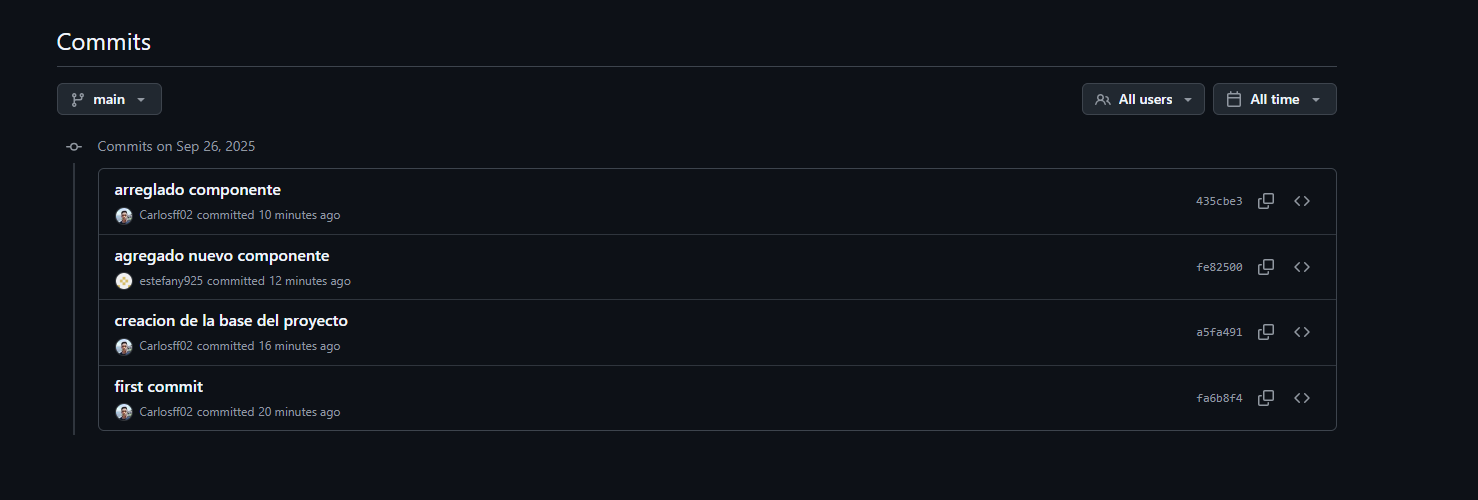 Commits
main
All users
All time
Commits on Sep 26, 2025
arreglado componente
435cbe3
Carlosff02 committed 10 minutes ago
agregado nuevo componente
fe82500
estefany925 committed 12 minutes ago
creacion de la base del proyecto
a5fa491
Carlosff02 committed 16 minutes ago
first commit
fa6b8f4
Carlosff02 committed 20 minutes ago